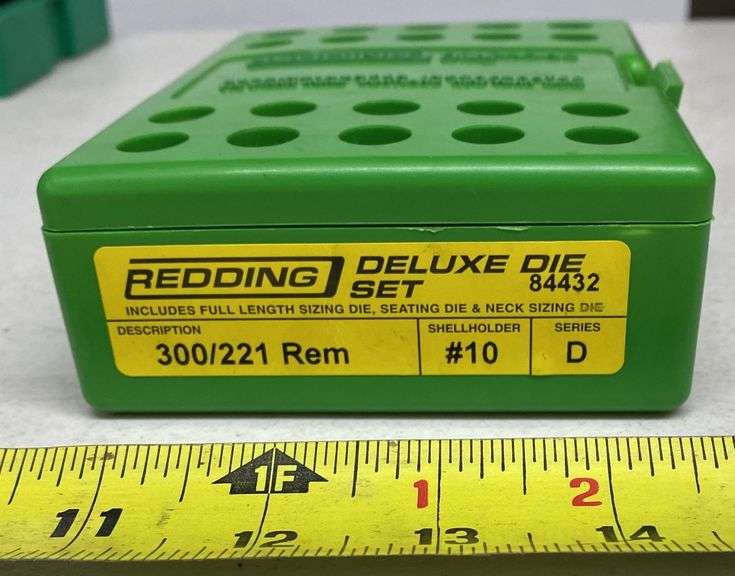 REDDING DELUXE DIE SET
84432
INCLUDES FULL LENGTH SIZING DIE, SEATING DIE & NECK SIZING DIE
DESCRIPTION
300/221 Rem
SHELLHOLDER
#10
SERIES
D
1F
1
2
11
12
13
14